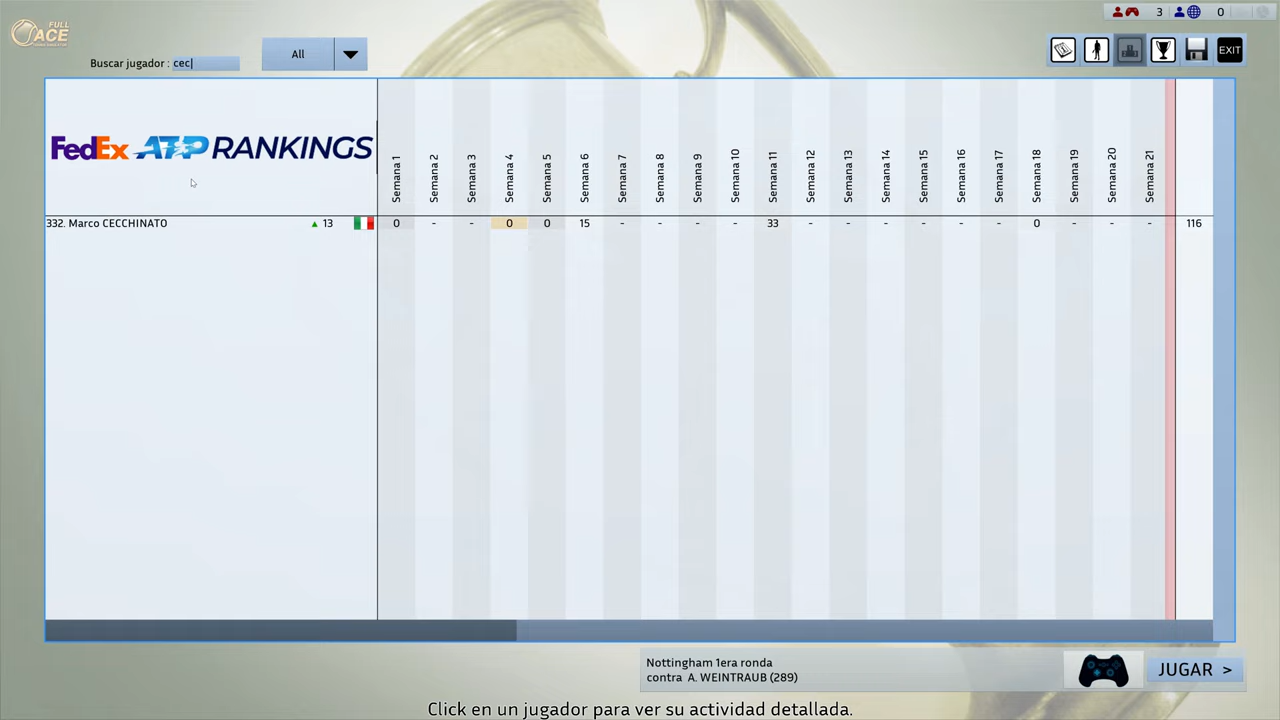 FULL
ACE
3 0
Buscar jugador : cec
All
EXIT
FedEx ATP RANKINGS
Semana 1 Semana 2 Semana 3 Semana 4 Semana 5 Semana 6 Semana 7 Semana 8 Semana 9 Semana 10 Semana 11 Semana 12 Semana 13 Semana 14 Semana 15 Semana 16 Semana 17 Semana 18 Semana 19 Semana 20 Semana 21
332. Marco CECCHINATO ▲ 13 0 - - 0 0 15 - - - - 33 - - - - - - 0 - - - 116
Nottingham 1era ronda
contra A. WEINTRAUB (289)
JUGAR >
Click en un jugador para ver su actividad detallada.